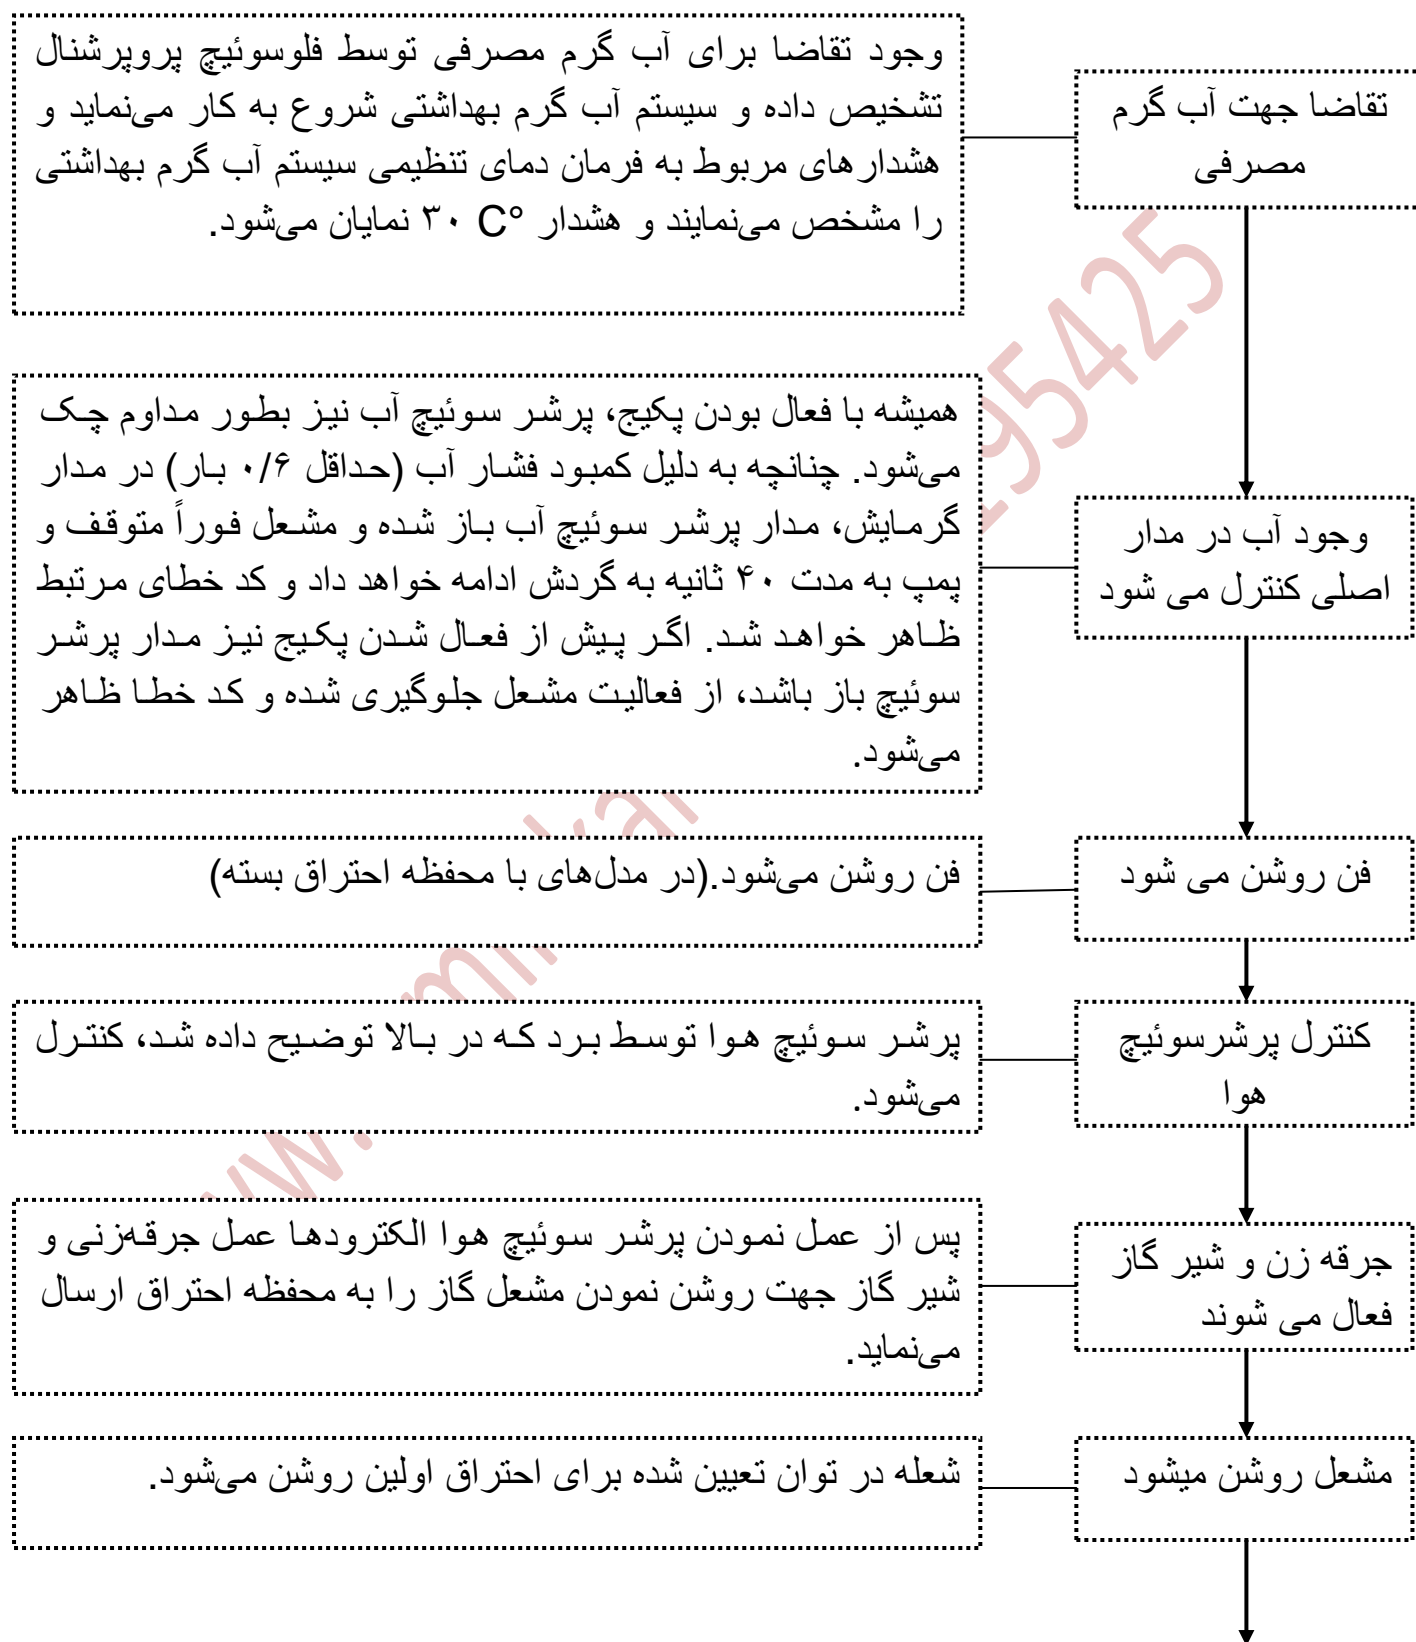 تقاضا جهت آب گرم
مصرفی
وجود تقاضا برای آب گرم مصرفی توسط فلوسوئیچ پروپرشنال
تشخیص داده و سیستم آب گرم بهداشتی شروع به کار می‌نماید و
هشدارهای مربوط به فرمان دمای تنظیمی سیستم آب گرم بهداشتی
را مشخص می‌نمایند و هشدار ۳۰ C° نمایان می‌شود.
وجود آب در مدار
اصلی کنترل می شود
همیشه با فعال بودن پکیج، پرشر سوئیچ آب نیز بطور مداوم چک
می‌شود. چنانچه به دلیل کمبود فشار آب (حداقل ۰/۶ بار) در مدار
گرمایش، مدار پرشر سوئیچ آب باز شده و مشعل فوراً متوقف و
پمپ به مدت ۴۰ ثانیه به گردش ادامه خواهد داد و کد خطای مرتبط
ظاهر خواهد شد. اگر پیش از فعال شدن پکیج نیز مدار پرشر
سوئیچ باز باشد، از فعالیت مشعل جلوگیری شده و کد خطا ظاهر
می‌شود.
فن روشن می شود
فن روشن می‌شود.(در مدل‌های با محفظه احتراق بسته)
کنترل پرشرسوئیچ
هوا
پرشر سوئیچ هوا توسط برد که در بالا توضیح داده شد، کنترل
می‌شود.
جرقه زن و شیر گاز
فعال می شوند
پس از عمل نمودن پرشر سوئیچ هوا الکترودها عمل جرقه‌زنی و
شیر گاز جهت روشن نمودن مشعل گاز را به محفظه احتراق ارسال
می‌نماید.
مشعل روشن میشود
شعله در توان تعیین شده برای احتراق اولین روشن می‌شود.
95425